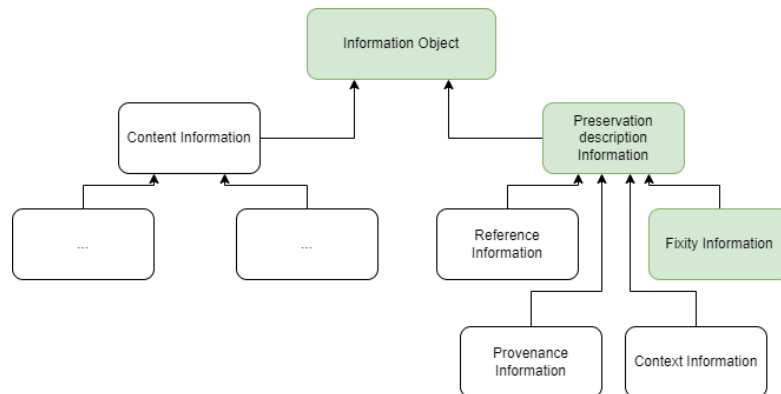 Information Object
Content Information
Preservation
description
Information
...
...
Reference
Information
Fixity Information
Provenance
Information
Context Information